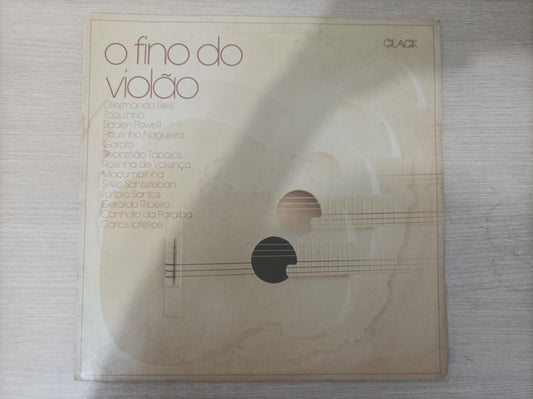 o fino do
violão
CLACK
Dilermando Reis
Toquinho
Baden Powell
Paulinho Nogueira
Garoto
Sebastião Tapajós
Rosinha de Valença
Macumbinha
Silvio Santisteban
Turibio Santos
Geraldo Ribeiro
Canhoto da Paraíba
Carlos Iafelice